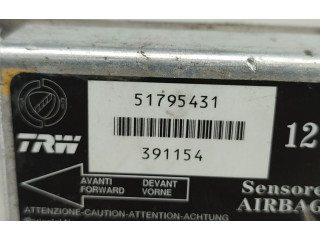 51795431
12
TRW
391154
AVANTI DEVANT
FORWARD VORNE
Sensore
AIRBAG
ATTENZIONE-CAUTION-ATTENTION-ACHTUNG